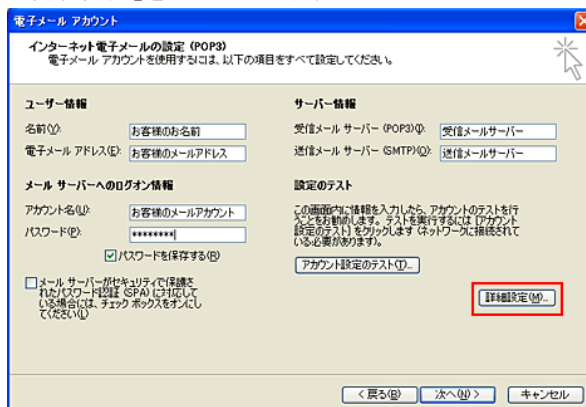 電子メール アカウント
インターネット電子メールの設定 (POP3)
電子メール アカウントを使用するには、以下の項目をすべて設定してください。
ユーザー情報
名前(Y):
お客様のお名前
電子メール アドレス(E):
お客様のメールアドレス
メール サーバーへのログオン情報
アカウント名(U):
お客様のメールアカウント
パスワード(P):
********
パスワードを保存する(R)
メール サーバーがセキュリティで保護さ
れたパスワード認証 (SPA) に対応して
いる場合には、チェック ボックスをオンにし
てください(L)
サーバー情報
受信メール サーバー (POP3)(I):
受信メールサーバー
送信メール サーバー (SMTP)(O):
送信メールサーバー
設定のテスト
この画面内に情報を入力したら、アカウントのテストを行
うことをお勧めします。テストを実行するには [アカウント
設定のテスト] をクリックします (ネットワークに接続されて
いる必要があります)。
アカウント設定のテスト(T)...
詳細設定(M)...
< 戻る(B)
次へ(N) >
キャンセル